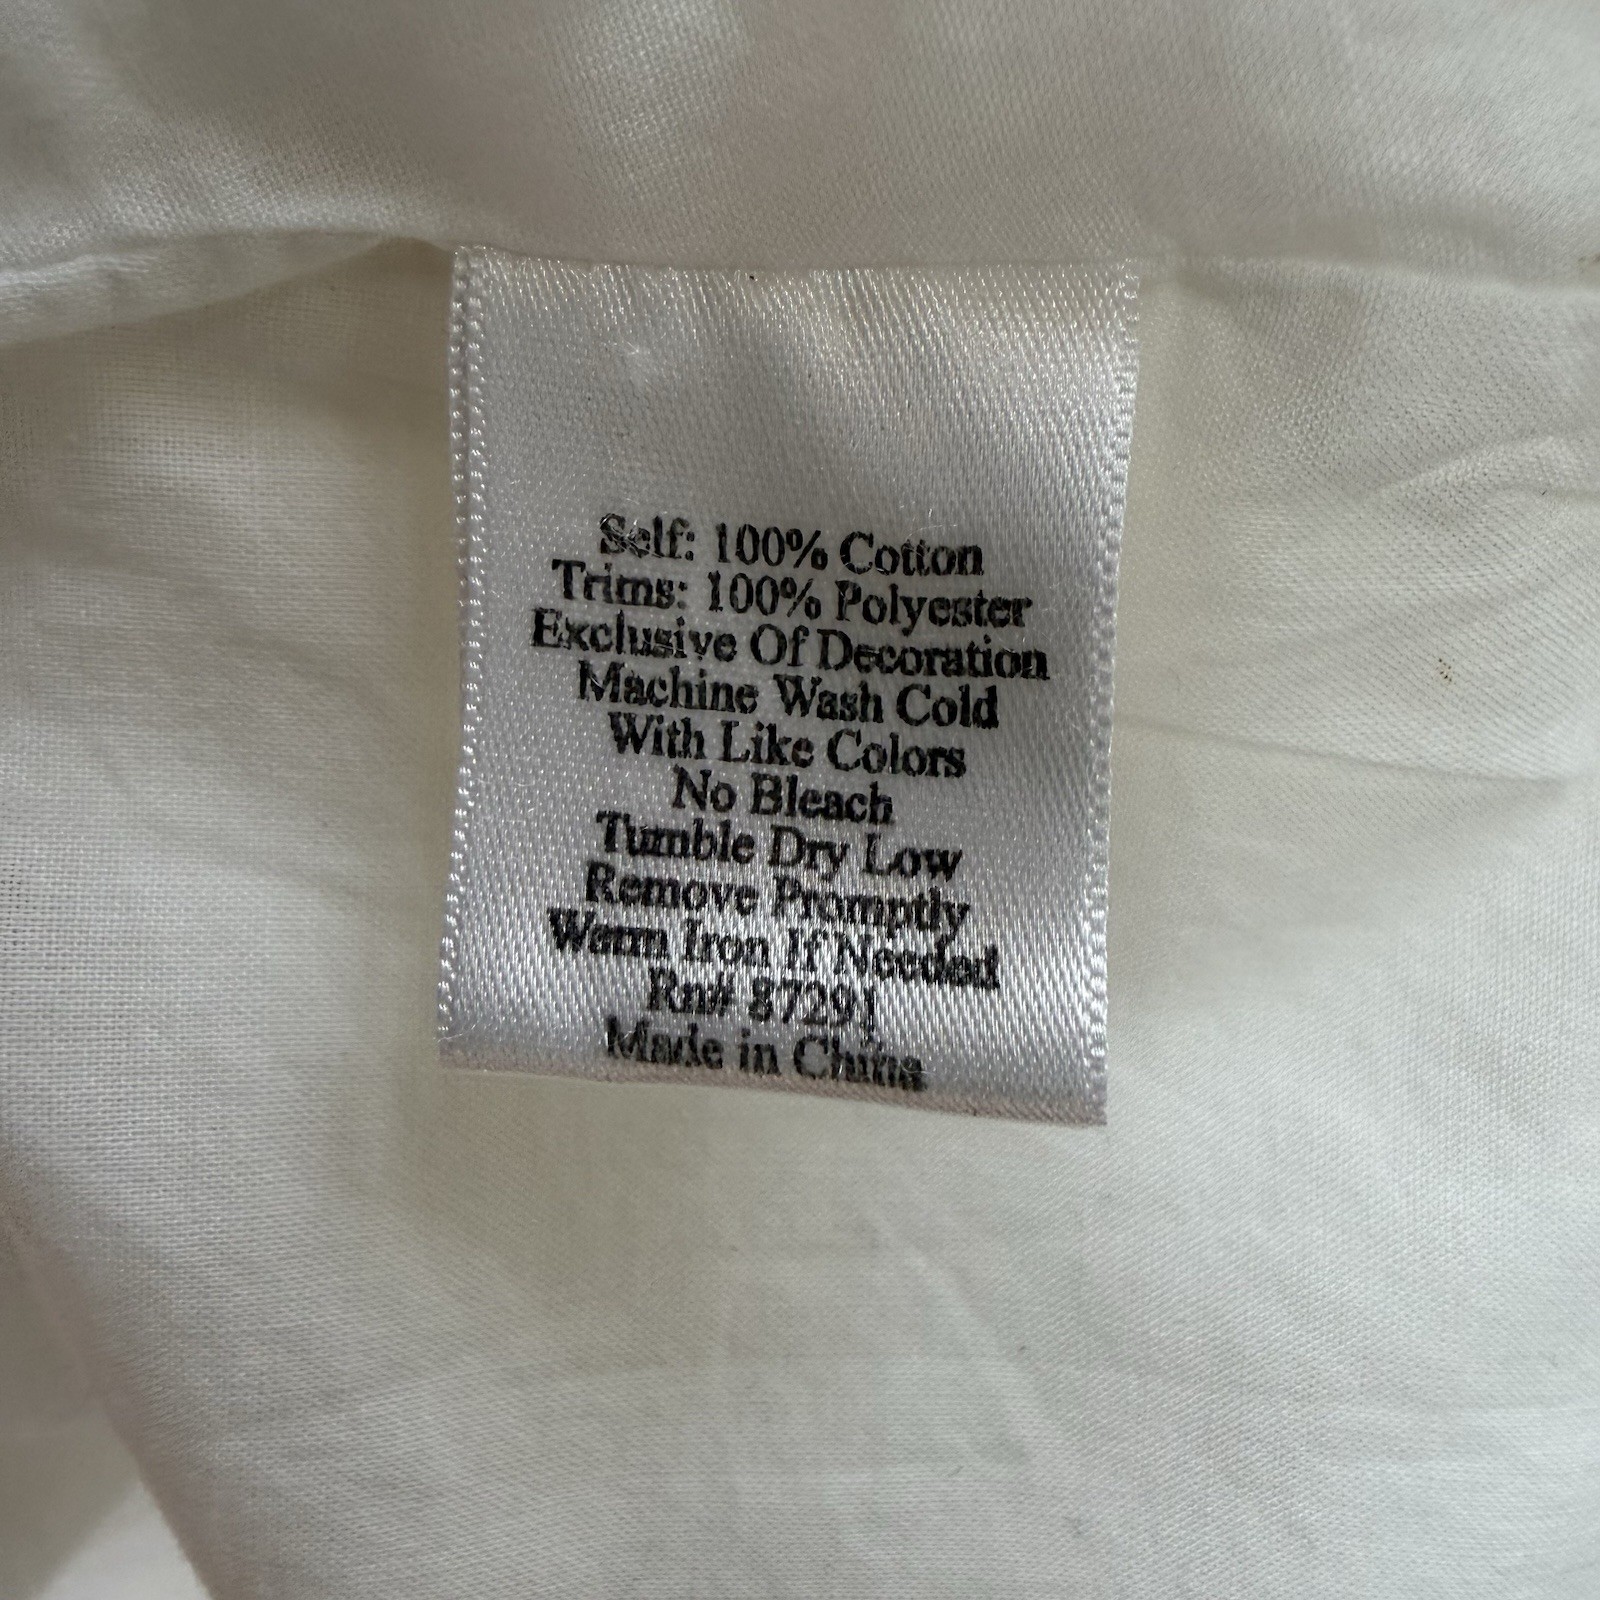 Self: 100% Cotton
Trims: 100% Polyester
Exclusive Of Decoration
Machine Wash Cold
With Like Colors
No Bleach
Tumble Dry Low
Remove Promptly
Warm Iron If Needed
Rn# 87291
Made in China